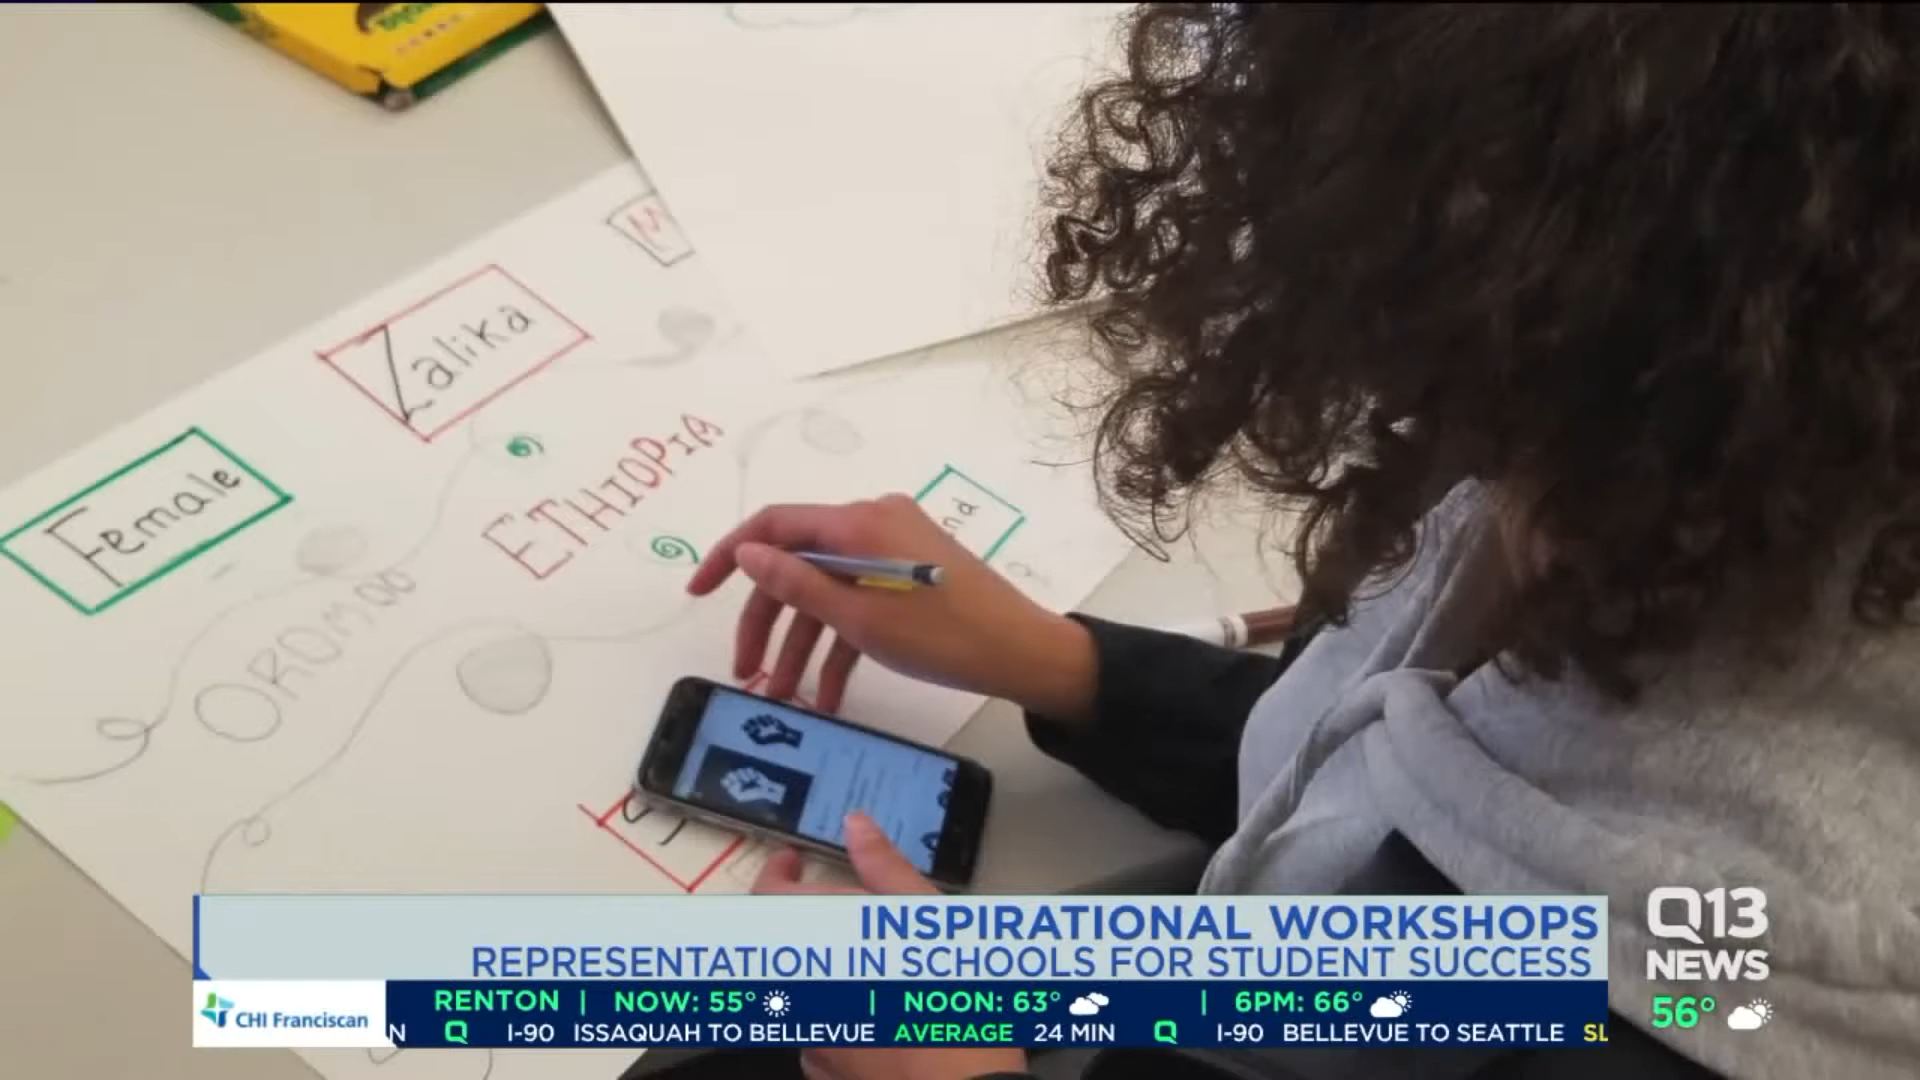 Zalika
Female
ETHIOPIA
OROMOO
INSPIRATIONAL WORKSHOPS
REPRESENTATION IN SCHOOLS FOR STUDENT SUCCESS
Q13
NEWS
56°
CHI Franciscan
RENTON | NOW: 55° | NOON: 63° | 6PM: 66°
N Q I-90 ISSAQUAH TO BELLEVUE AVERAGE 24 MIN Q I-90 BELLEVUE TO SEATTLE SL